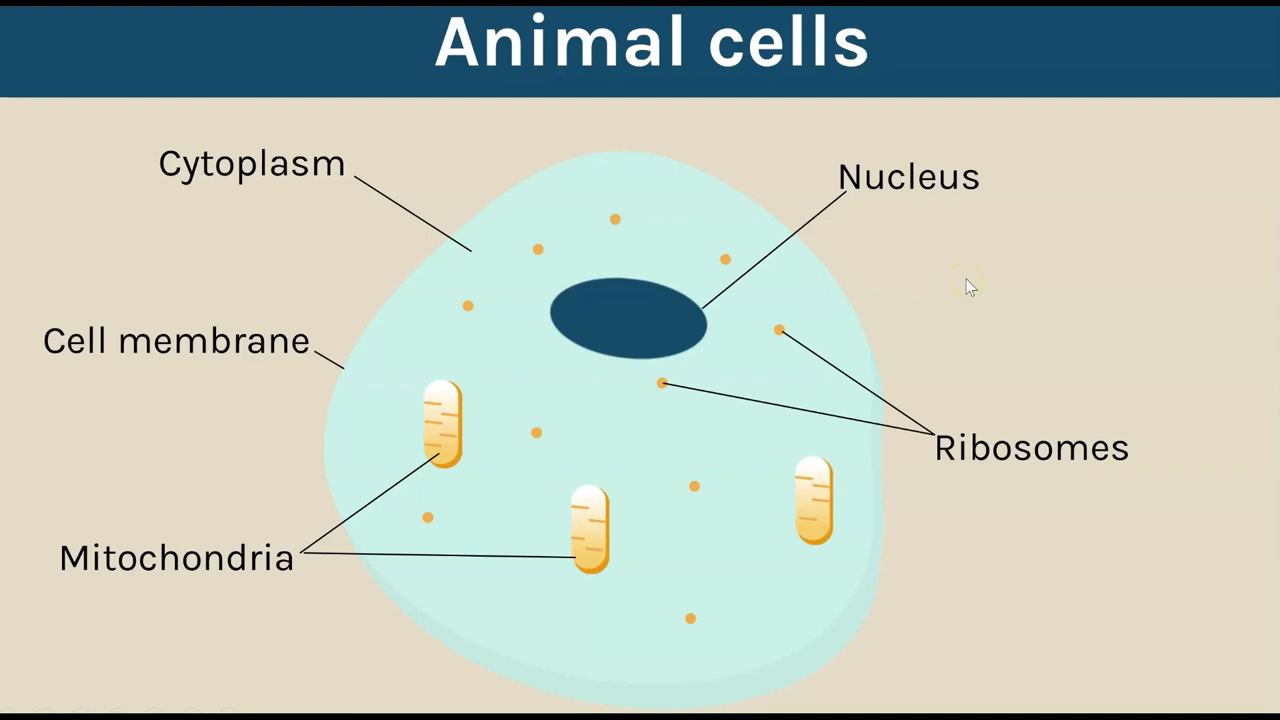 Animal cells
Cytoplasm
Nucleus
Cell membrane
Ribosomes
Mitochondria